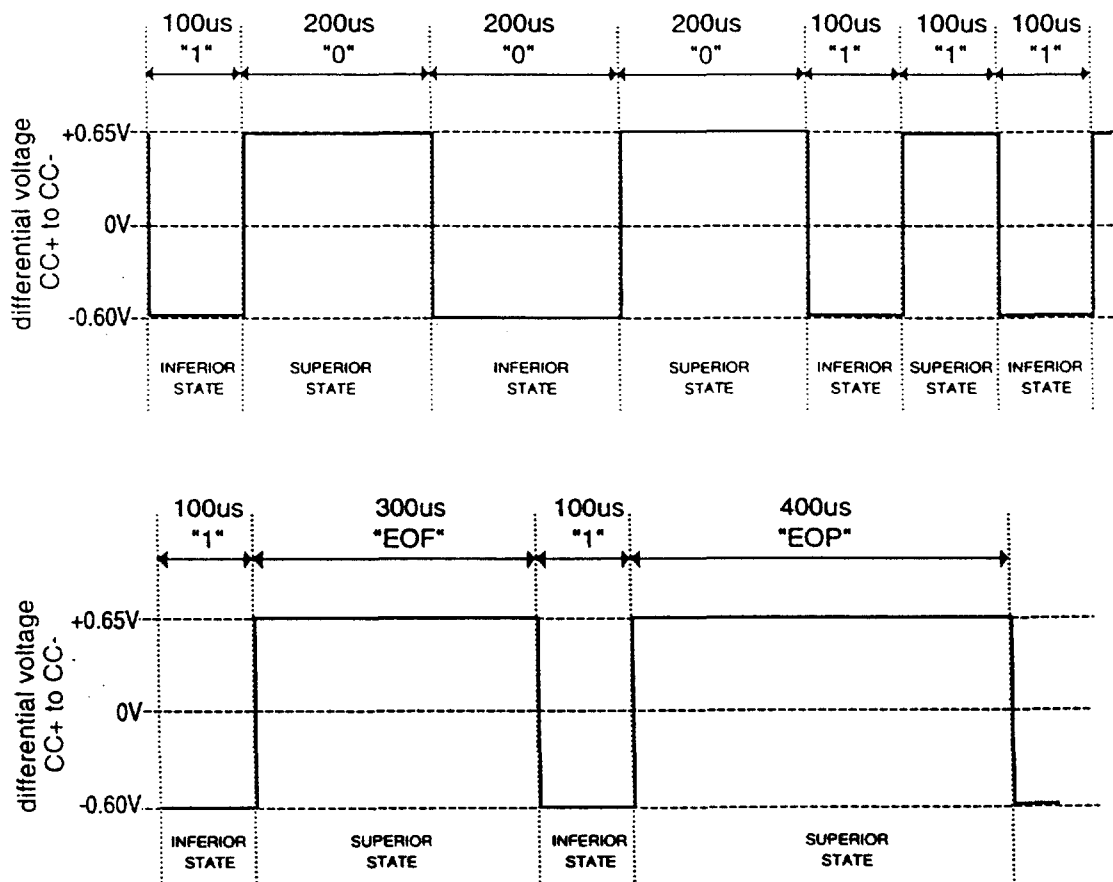 100us 200us 200us 200us 100us 100us 100us
"1" "0" "0" "0" "1" "1" "1"
differential voltage
CC+ to CC-
+0.65V
0V
-0.60V
INFERIOR STATE SUPERIOR STATE INFERIOR STATE SUPERIOR STATE INFERIOR STATE SUPERIOR STATE INFERIOR STATE
100us 300us 100us 400us
"1" "EOF" "1" "EOP"
differential voltage
CC+ to CC-
+0.65V
0V
-0.60V
INFERIOR STATE SUPERIOR STATE INFERIOR STATE SUPERIOR STATE